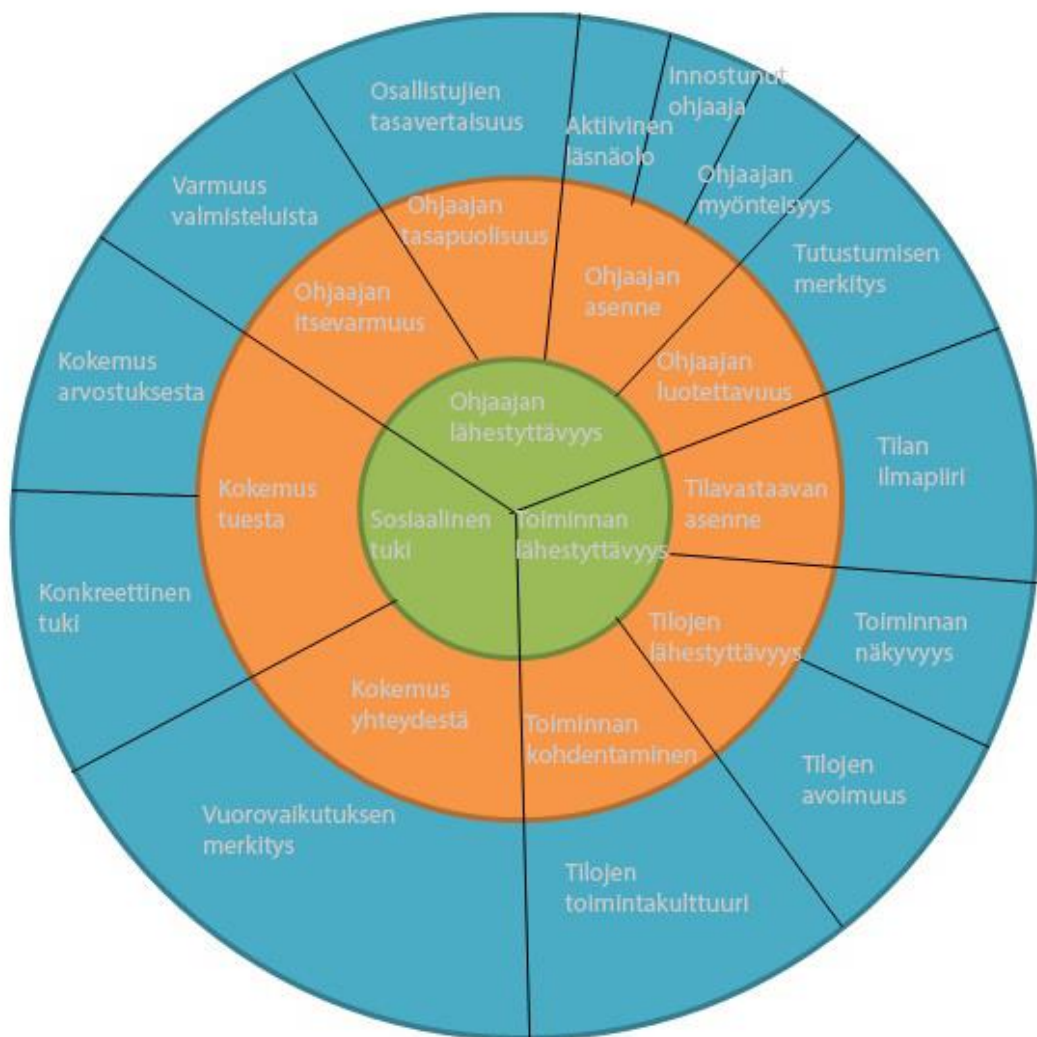 Osallistujien
tasavertaisuus
Aktiivinen
läsnäolo
Innostunut
ohjaaja
Ohjaajan
myönteisyys
Tutustumisen
merkitys
Tilan
ilmapiiri
Toiminnan
näkyvyys
Tilojen
avoimuus
Tilojen
toimintakulttuuri
Vuorovaikutuksen
merkitys
Konkreettinen
tuki
Kokemus
arvostuksesta
Varmuus
valmisteluista
Ohjaajan
tasapuolisuus
Ohjaajan
asenne
Ohjaajan
luotettavuus
Tilavastaavan
asenne
Tilojen
lähestyttävyys
Toiminnan
kohdentaminen
Kokemus
yhteydestä
Kokemus
tuesta
Ohjaajan
itsevarmuus
Ohjaajan
lähestyttävyys
Sosiaalinen
tuki
Toiminnan
lähestyttävyys